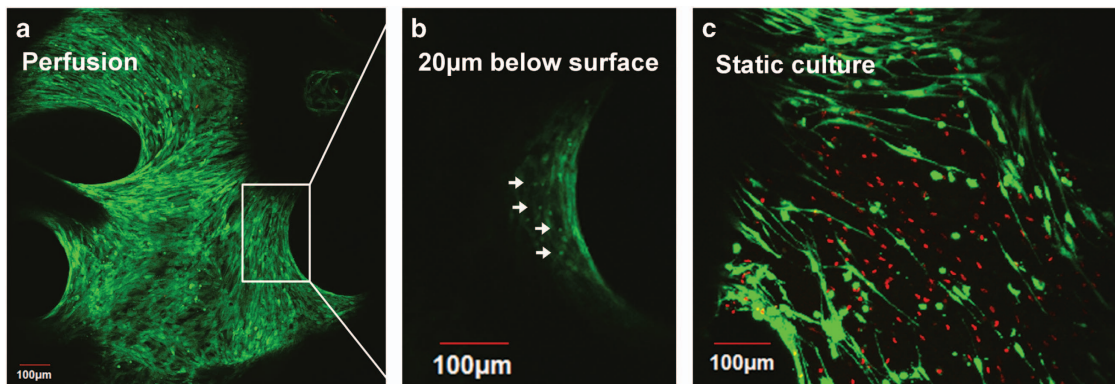 a
Perfusion
100µm
b
20µm below surface
100µm
c
Static culture
100µm